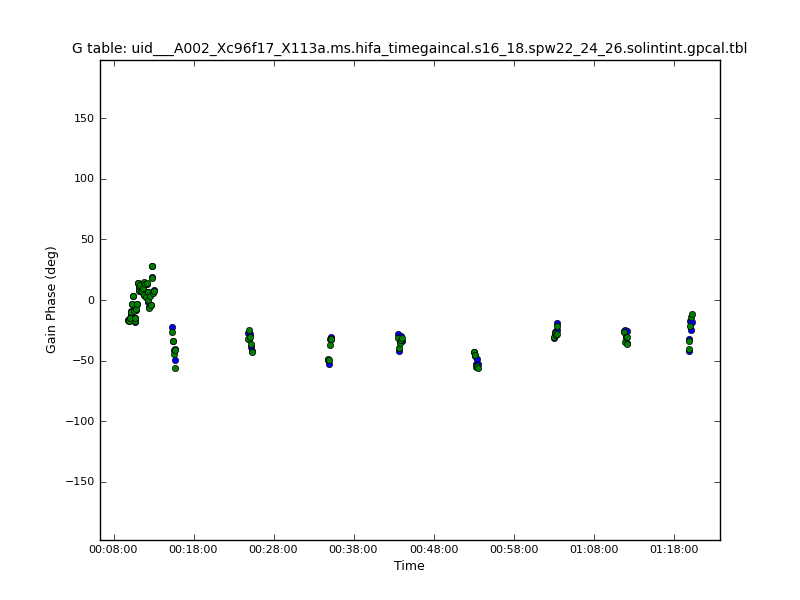 G table: uid___A002_Xc96f17_X113a.ms.hifa_timegaincal.s16_18.spw22_24_26.solintint.gpcal.tbl
Gain Phase (deg)
150
100
50
0
−50
−100
−150
00:08:00 00:18:00 00:28:00 00:38:00 00:48:00 00:58:00 01:08:00 01:18:00
Time